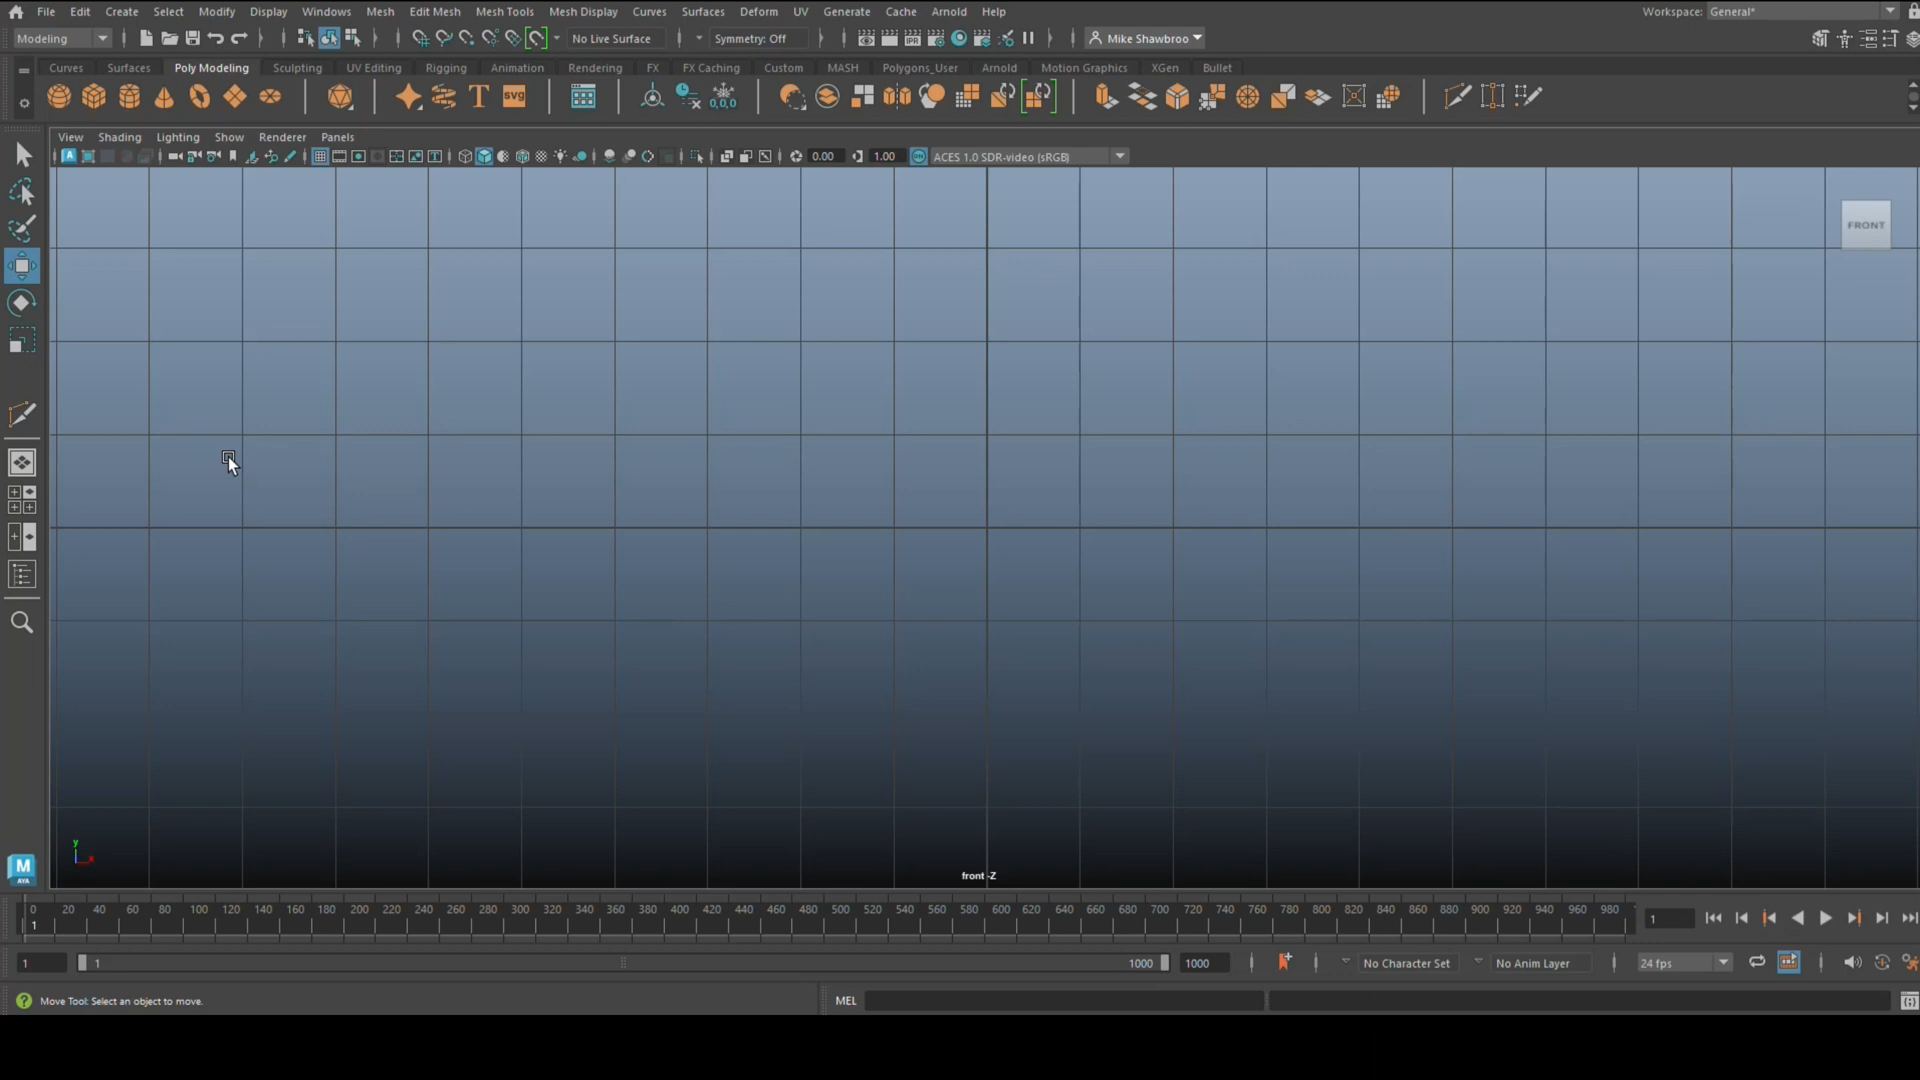 File Edit Create Select Modify Display Windows Mesh Edit Mesh Mesh Tools Mesh Display Curves Surfaces Deform UV Generate Cache Arnold Help Workspace: General*
Modeling No Live Surface Symmetry: Off Mike Shawbroo
Curves Surfaces Poly Modeling Sculpting UV Editing Rigging Animation Rendering FX FX Caching Custom MASH Polygons_User Arnold Motion Graphics XGen Bullet
T SVG 0,0,0
View Shading Lighting Show Renderer Panels
0.00 1.00 ON ACES 1.0 SDR-video (sRGB)
FRONT
y
x
M
AYA
front -Z
0 20 40 60 80 100 120 140 160 180 200 220 240 260 280 300 320 340 360 380 400 420 440 460 480 500 520 540 560 580 600 620 640 660 680 700 720 740 760 780 800 820 840 860 880 900 920 940 960 980
1 1
1 1 1000 1000 No Character Set No Anim Layer 24 fps
Move Tool: Select an object to move. MEL